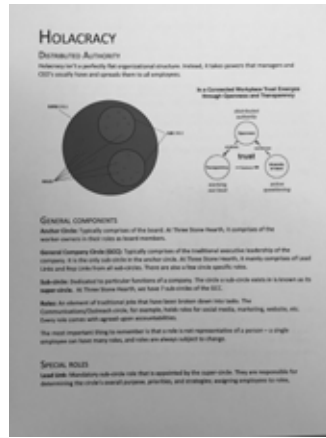 HOLACRACY
DISTRIBUTED AUTHORITY
Holacracy isn't a perfectly flat organizational structure. Instead, it takes powers that managers and
CEO's usually have and spreads them to all employees.
In a Connected Workplace Trust Emerges
through Openness and Transparency
distributed
authority
trust
working
out loud
active
questioning
GENERAL COMPONENTS
Anchor Circle: Typically comprises of the board. At Three Stone Hearth, it comprises of the
worker-owners in their roles as board members.
General Company Circle (GCC): Typically comprises of the traditional executive leadership of the
company. It is the only sub-circle in the anchor circle. At Three Stone Hearth, it mainly comprises of Lead
Links and Rep Links from all sub-circles. There are also a few circle specific roles.
Sub-circle: Dedicated to particular functions of a company. The circle a sub-circle exists in is known as its
super-circle. At Three Stone Hearth, we have 7 sub-circles of the GCC.
Roles: An element of traditional jobs that have been broken down into tasks. The
Communications/Outreach circle, for example, holds roles for social media, marketing, website, etc.
Every role comes with agreed upon accountabilities.
The most important thing to remember is that a role is not representative of a person – a single
employee can have many roles, and roles are always subject to change.
SPECIAL ROLES
Lead Link: Mandatory sub-circle role that is appointed by the super-circle. They are responsible for
determining the circle's overall purpose, priorities, and strategies, assigning employees to roles,